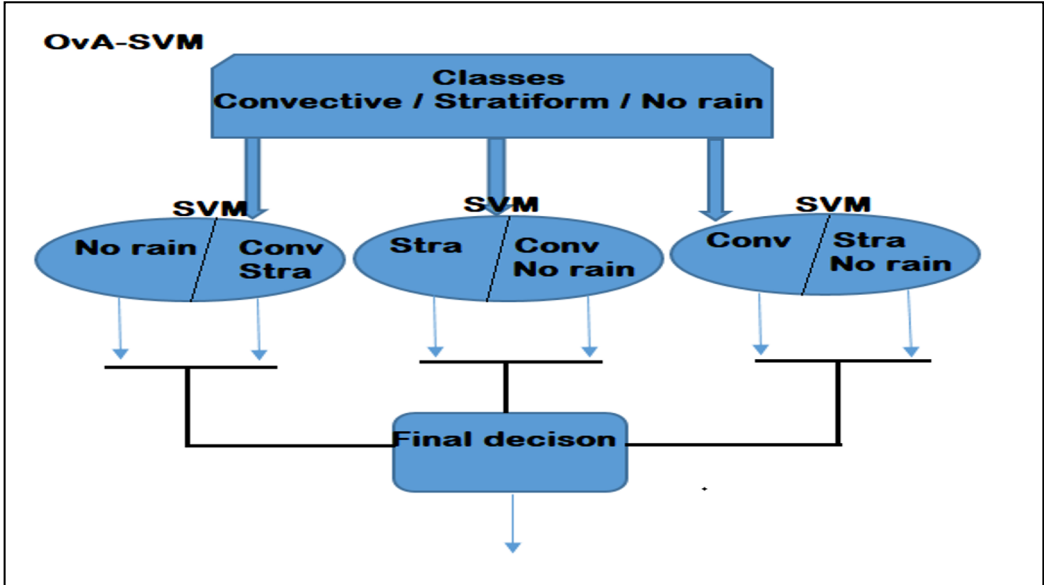 OvA-SVM
Classes
Convective / Stratiform / No rain
SVM
SVM
SVM
No rain
Conv
Stra
Stra
Conv
No rain
Conv
Stra
No rain
Final decison